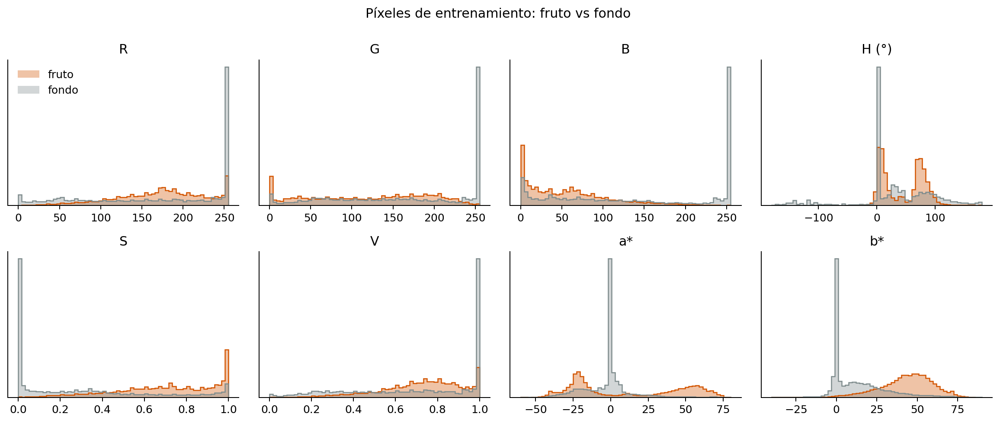 Píxeles de entrenamiento: fruto vs fondo
R
G
B
H (°)
fruto
fondo
0 50 100 150 200 250
0 50 100 150 200 250
0 50 100 150 200 250
−100 0 100
S
V
a*
b*
0.0 0.2 0.4 0.6 0.8 1.0
0.0 0.2 0.4 0.6 0.8 1.0
−50 −25 0 25 50 75
−25 0 25 50 75